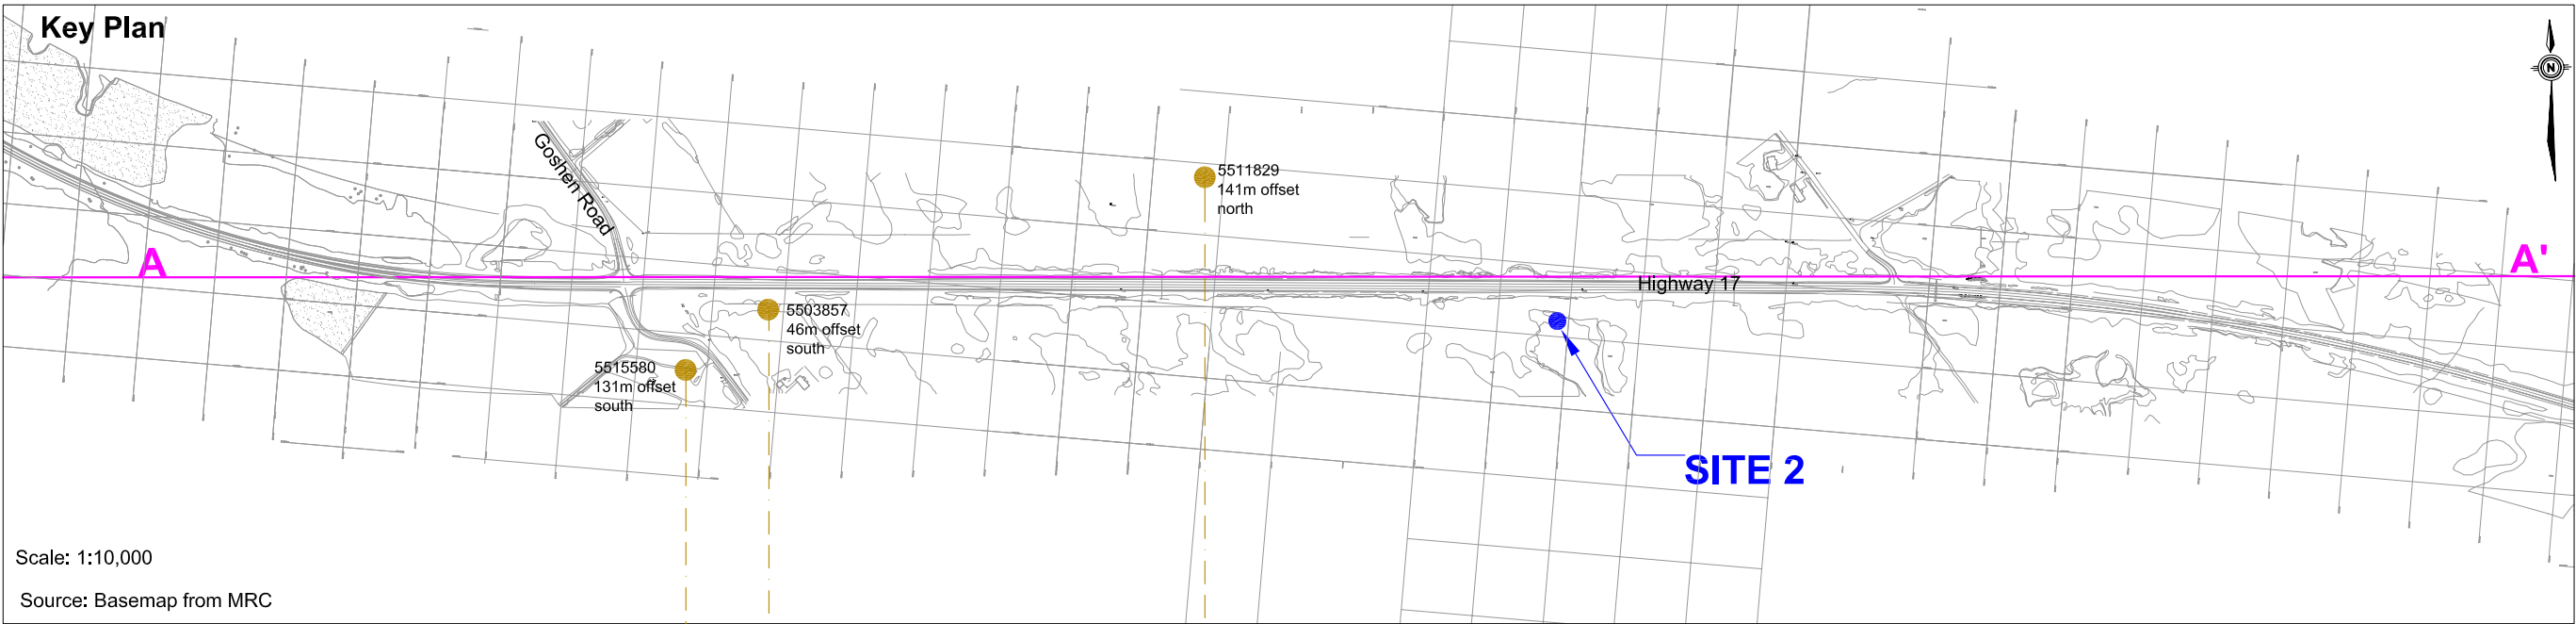 Key Plan
N
Goshen Road
5511829
141m offset
north
A
A'
Highway 17
5503857
46m offset
south
5515580
131m offset
south
SITE 2
Scale: 1:10,000
Source: Basemap from MRC